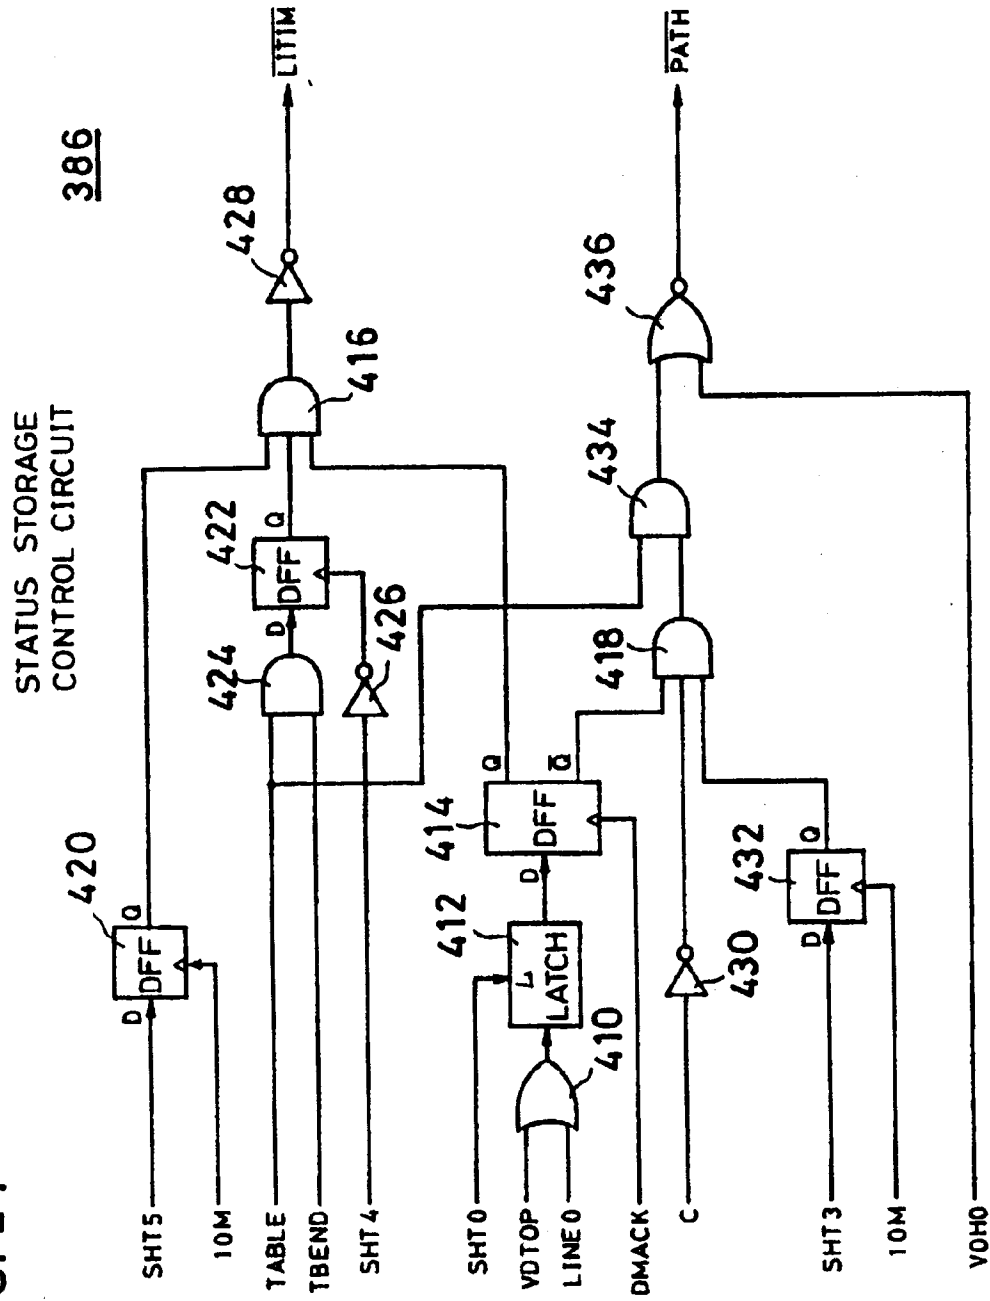 STATUS STORAGE
CONTROL CIRCUIT
386
SHT5
10M
TABLE
TBEND
SHT4
SHT0
VDTOP
LINE0
DMACK
C
SHT3
10M
VOH0
D
DFF
Q
420
424
D
DFF
Q
422
426
416
428
LITIM
410
L
LATCH
412
D
DFF
Q
Q
414
430
D
DFF
Q
432
418
434
436
PATH